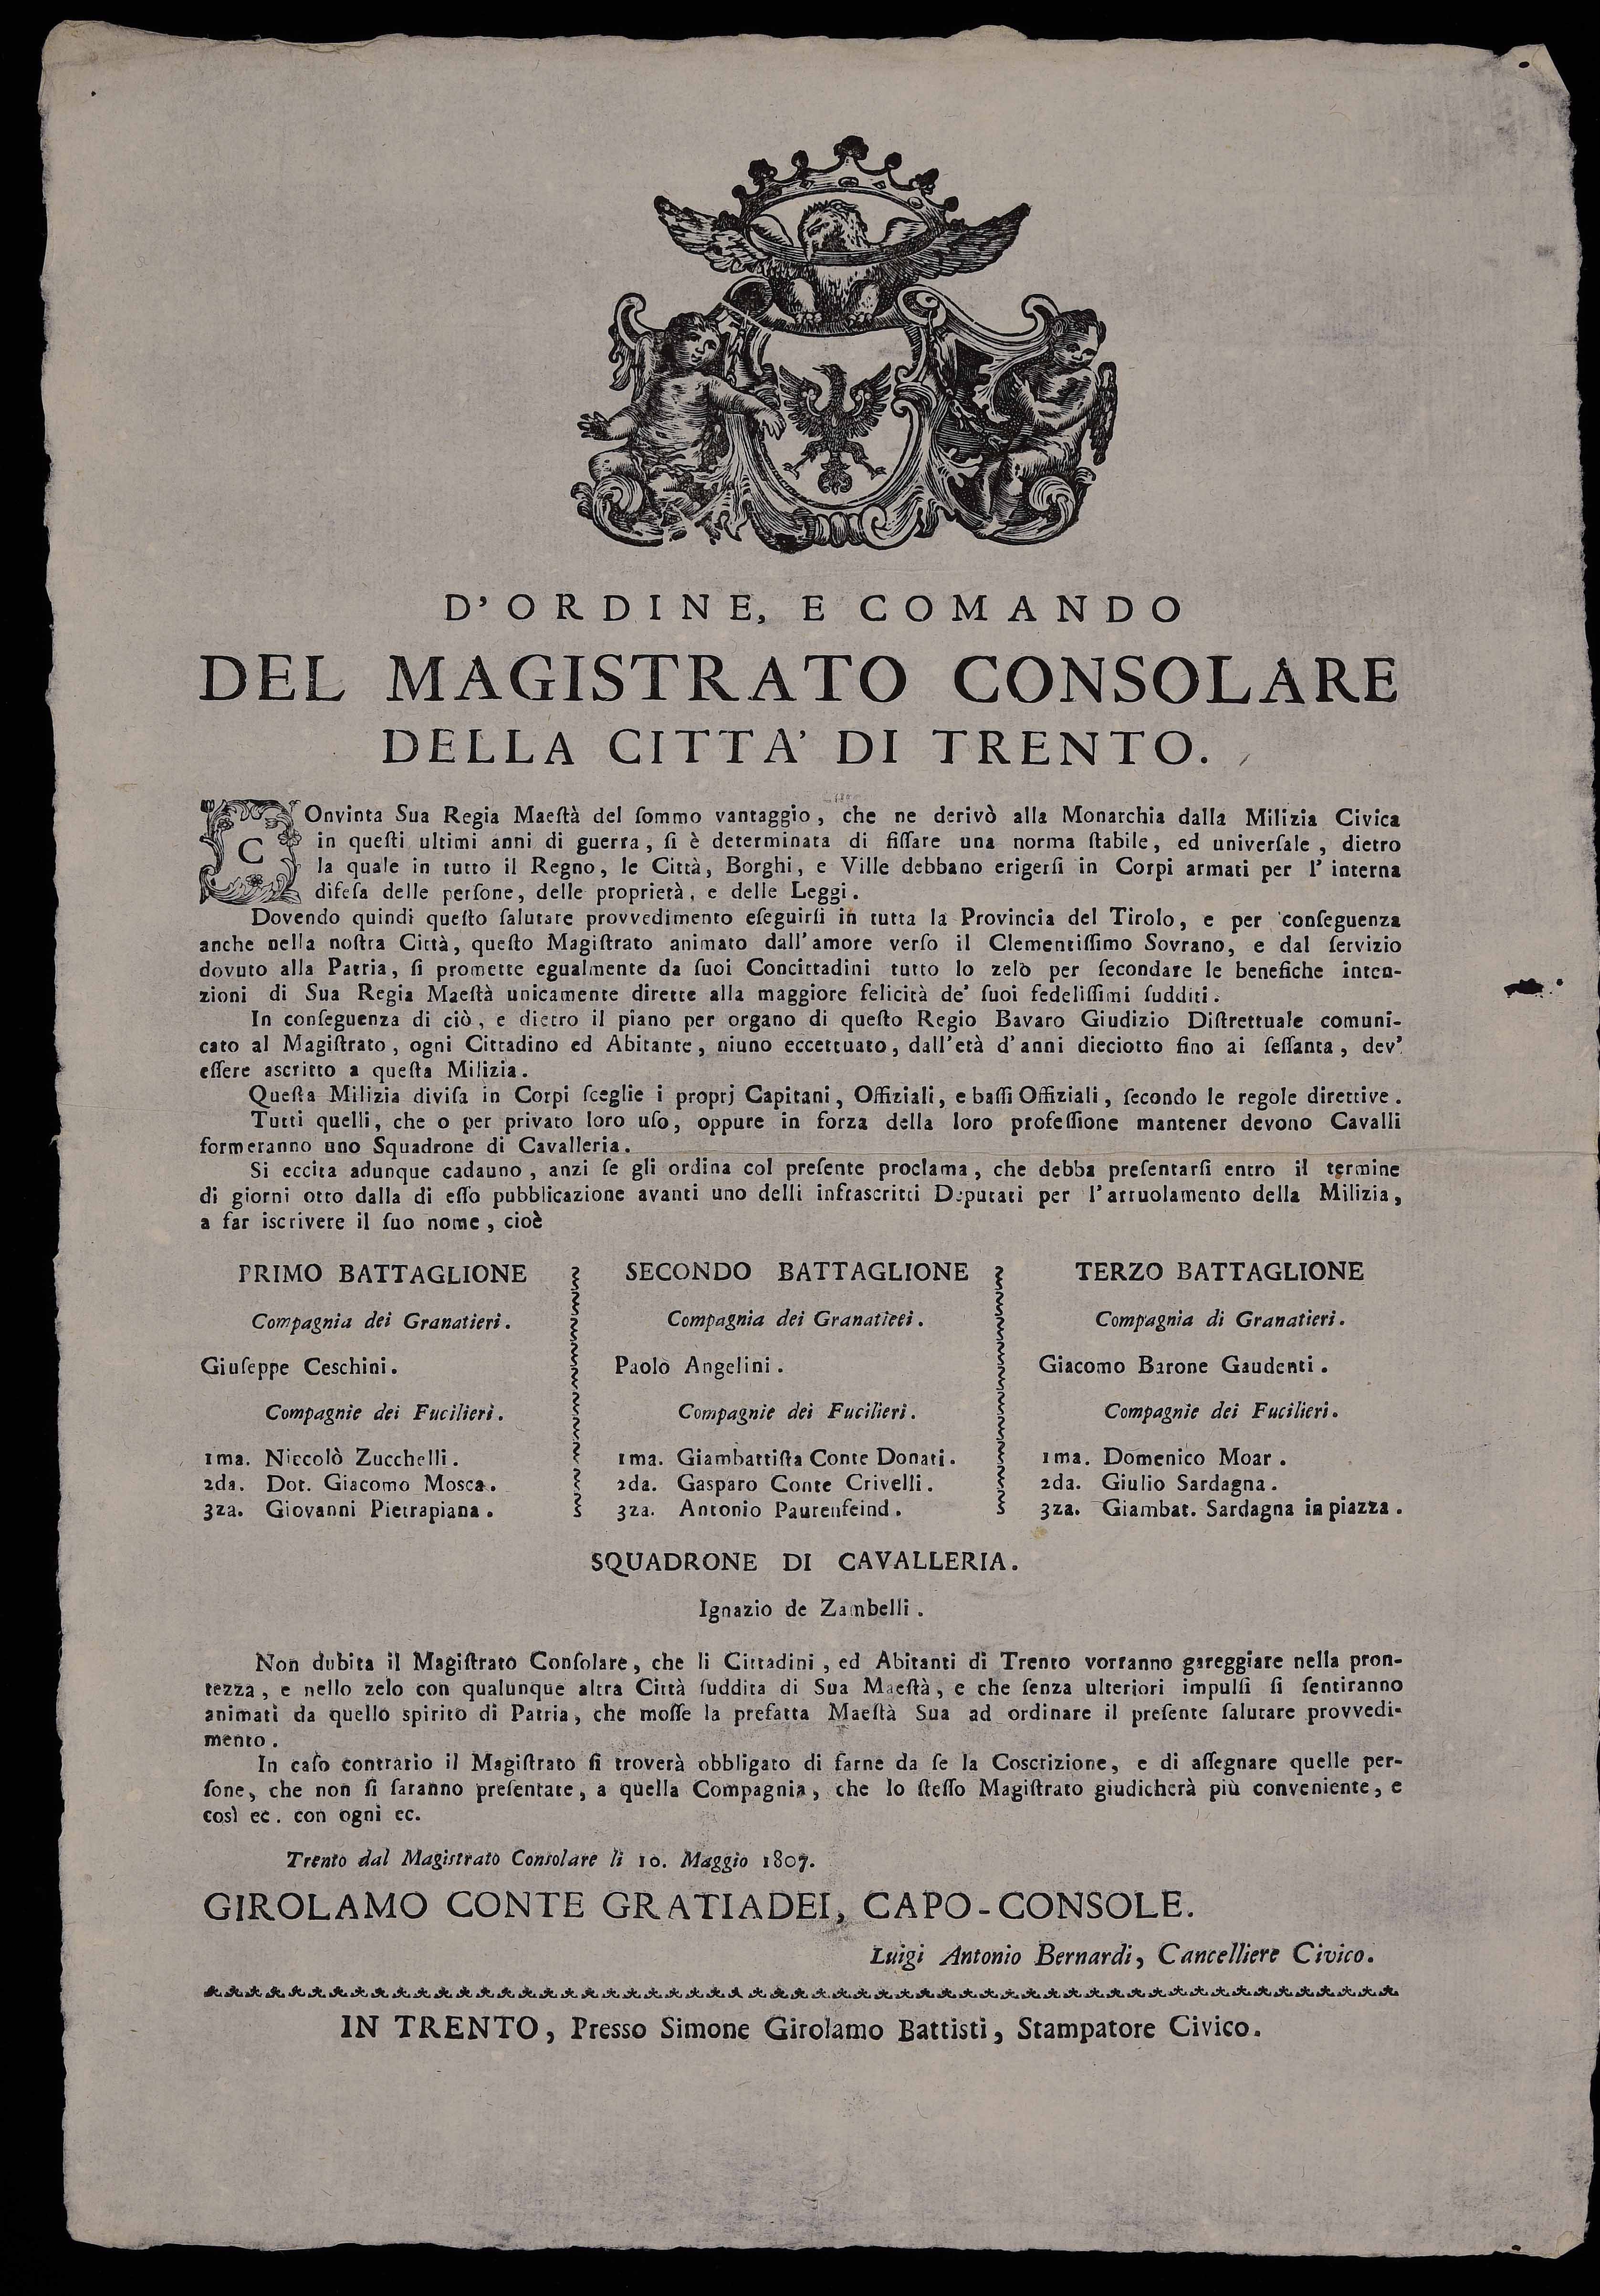 D'ORDINE, E COMANDO
DEL MAGISTRATO CONSOLARE
DELLA CITTA' DI TRENTO.
COnvinta Sua Regia Maeſtà del ſommo vantaggio, che ne derivò alla Monarchia dalla Milizia Civica
in queſti ultimi anni di guerra, ſi è determinata di fiſſare una norma ſtabile, ed univerſale, dietro
la quale in tutto il Regno, le Città, Borghi, e Ville debbano erigerſi in Corpi armati per l'interna
difeſa delle perſone, delle proprietà, e delle Leggi.
Dovendo quindi queſto ſalutare provvedimento eſeguirſi in tutta la Provincia del Tirolo, e per conſeguenza
anche nella noſtra Città, queſto Magiſtrato animato dall'amore verſo il Clementiſſimo Sovrano, e dal ſervizio
dovuto alla Patria, ſi promette egualmente da ſuoi Concittadini tutto lo zelo per ſecondare le benefiche inten-
zioni di Sua Regia Maeſtà unicamente dirette alla maggiore felicità de' ſuoi fedeliſſimi ſudditi.
In conſeguenza di ciò, e dietro il piano per organo di queſto Regio Bavaro Giudizio Diſtrettuale comuni-
cato al Magiſtrato, ogni Cittadino ed Abitante, niuno eccettuato, dall'età d'anni dieciotto fino ai ſeſſanta, dev'
eſſere ascritto a queſta Milizia.
Queſta Milizia diviſa in Corpi ſceglie i proprj Capitani, Offiziali, e baſſi Offiziali, ſecondo le regole direttive.
Tutti quelli, che o per privato loro uſo, oppure in forza della loro profeſſione mantener devono Cavalli
formeranno uno Squadrone di Cavalleria.
Si eccita adunque cadauno, anzi ſe gli ordina col preſente proclama, che debba preſentarſi entro il termine
di giorni otto dalla di eſſo pubblicazione avanti uno delli infraſcritti Deputati per l'arruolamento della Milizia,
a far iscrivere il ſuo nome, cioè
PRIMO BATTAGLIONE
Compagnia dei Granatieri.
Giuſeppe Ceschini.
Compagnie dei Fucilieri.
1ma. Niccolò Zucchelli.
2da. Dot. Giacomo Mosca.
3za. Giovanni Pietrapiana.
SECONDO BATTAGLIONE
Compagnia dei Granatieei.
Paolo Angelini.
Compagnie dei Fucilieri.
1ma. Giambattiſta Conte Donati.
2da. Gasparo Conte Crivelli.
3za. Antonio Paurenfeind.
TERZO BATTAGLIONE
Compagnia di Granatieri.
Giacomo Barone Gaudenti.
Compagnie dei Fucilieri.
1ma. Domenico Moar.
2da. Giulio Sardagna.
3za. Giambat. Sardagna in piazza.
SQUADRONE DI CAVALLERIA.
Ignazio de Zambelli.
Non dubita il Magiſtrato Conſolare, che li Cittadini, ed Abitanti di Trento vorranno gareggiare nella pron-
tezza, e nello zelo con qualunque altra Città ſuddita di Sua Maeſtà, e che ſenza ulteriori impulſi ſi ſentiranno
animati da quello spirito di Patria, che moſſe la prefatta Maeſtà Sua ad ordinare il preſente ſalutare provvedi-
mento.
In caſo contrario il Magiſtrato ſi troverà obbligato di farne da ſe la Coscrizione, e di aſſegnare quelle per-
ſone, che non ſi ſaranno preſentate, a quella Compagnia, che lo ſteſſo Magiſtrato giudicherà più conveniente, e
così ec. con ogni ec.
Trento dal Magistrato Consolare li 10. Maggio 1807.
GIROLAMO CONTE GRATIADEI, CAPO-CONSOLE.
Luigi Antonio Bernardi, Cancelliere Civico.
IN TRENTO, Presso Simone Girolamo Battisti, Stampatore Civico.